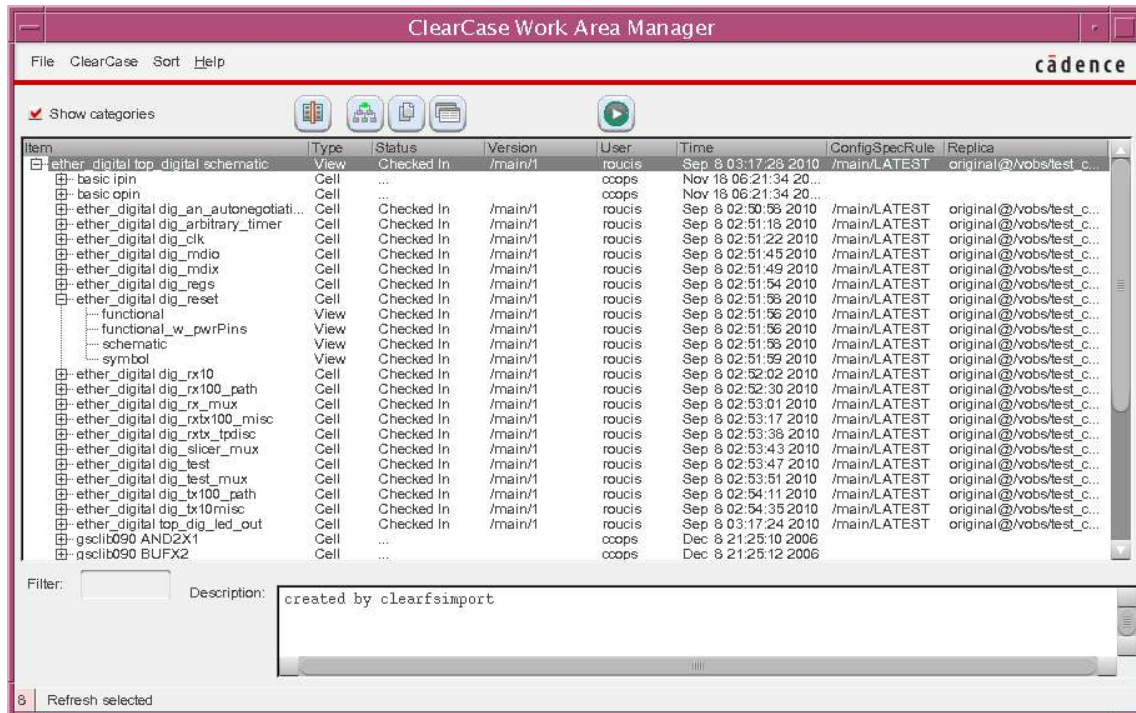 ClearCase Work Area Manager
File ClearCase Sort Help
cādence
Show categories
Item Type Status Version User Time ConfigSpecRule Replica
ether_digital top_digital schematic View Checked In /main/1 roucis Sep 8 03:17:28 2010 /main/LATEST original@/vobs/test_c...
basic ipin Cell ... ccops Nov 18 06:21:34 20...
basic opin Cell ... ccops Nov 18 06:21:34 20...
ether_digital dig_an_autonegotiati... Cell Checked In /main/1 roucis Sep 8 02:50:58 2010 /main/LATEST original@/vobs/test_c...
ether_digital dig_arbitrary_timer Cell Checked In /main/1 roucis Sep 8 02:51:18 2010 /main/LATEST original@/vobs/test_c...
ether_digital dig_clk Cell Checked In /main/1 roucis Sep 8 02:51:22 2010 /main/LATEST original@/vobs/test_c...
ether_digital dig_mdio Cell Checked In /main/1 roucis Sep 8 02:51:45 2010 /main/LATEST original@/vobs/test_c...
ether_digital dig_mdix Cell Checked In /main/1 roucis Sep 8 02:51:49 2010 /main/LATEST original@/vobs/test_c...
ether_digital dig_regs Cell Checked In /main/1 roucis Sep 8 02:51:54 2010 /main/LATEST original@/vobs/test_c...
ether_digital dig_reset Cell Checked In /main/1 roucis Sep 8 02:51:58 2010 /main/LATEST original@/vobs/test_c...
functional View Checked In /main/1 roucis Sep 8 02:51:56 2010 /main/LATEST original@/vobs/test_c...
functional_w_pwrPins View Checked In /main/1 roucis Sep 8 02:51:56 2010 /main/LATEST original@/vobs/test_c...
schematic View Checked In /main/1 roucis Sep 8 02:51:58 2010 /main/LATEST original@/vobs/test_c...
symbol View Checked In /main/1 roucis Sep 8 02:51:59 2010 /main/LATEST original@/vobs/test_c...
ether_digital dig_rx10 Cell Checked In /main/1 roucis Sep 8 02:52:02 2010 /main/LATEST original@/vobs/test_c...
ether_digital dig_rx100_path Cell Checked In /main/1 roucis Sep 8 02:52:30 2010 /main/LATEST original@/vobs/test_c...
ether_digital dig_rx_mux Cell Checked In /main/1 roucis Sep 8 02:53:01 2010 /main/LATEST original@/vobs/test_c...
ether_digital dig_rxtx100_misc Cell Checked In /main/1 roucis Sep 8 02:53:17 2010 /main/LATEST original@/vobs/test_c...
ether_digital dig_rxtx_tpdisc Cell Checked In /main/1 roucis Sep 8 02:53:38 2010 /main/LATEST original@/vobs/test_c...
ether_digital dig_slicer_mux Cell Checked In /main/1 roucis Sep 8 02:53:43 2010 /main/LATEST original@/vobs/test_c...
ether_digital dig_test Cell Checked In /main/1 roucis Sep 8 02:53:47 2010 /main/LATEST original@/vobs/test_c...
ether_digital dig_test_mux Cell Checked In /main/1 roucis Sep 8 02:53:51 2010 /main/LATEST original@/vobs/test_c...
ether_digital dig_tx100_path Cell Checked In /main/1 roucis Sep 8 02:54:11 2010 /main/LATEST original@/vobs/test_c...
ether_digital dig_tx10misc Cell Checked In /main/1 roucis Sep 8 02:54:35 2010 /main/LATEST original@/vobs/test_c...
ether_digital top_dig_led_out Cell Checked In /main/1 roucis Sep 8 03:17:24 2010 /main/LATEST original@/vobs/test_c...
gsclib090 AND2X1 Cell ... ccops Dec 8 21:25:10 2006
gsclib090 BUFX2 Cell ... ccops Dec 8 21:25:12 2006
Filter:
Description:
created by clearfsimport
8 Refresh selected